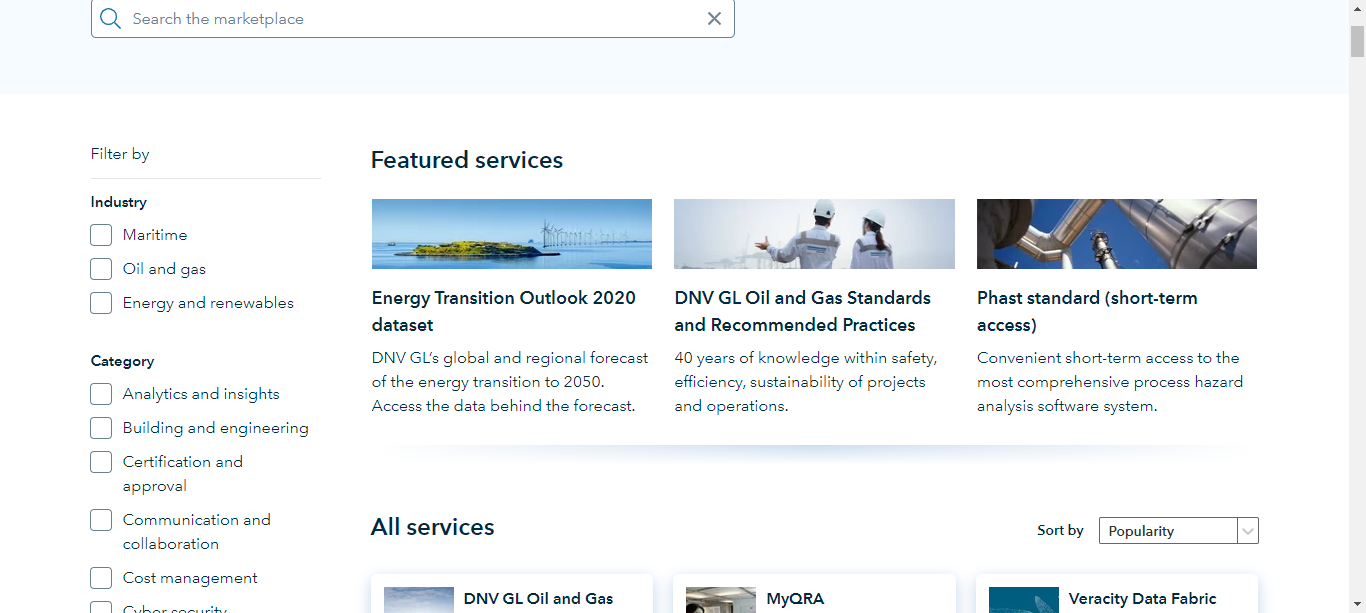 Search the marketplace
Filter by
Industry
Maritime
Oil and gas
Energy and renewables
Category
Analytics and insights
Building and engineering
Certification and
approval
Communication and
collaboration
Cost management
Cyber security
Featured services
Energy Transition Outlook 2020
dataset
DNV GL’s global and regional forecast
of the energy transition to 2050.
Access the data behind the forecast.
DNV GL Oil and Gas Standards
and Recommended Practices
40 years of knowledge within safety,
efficiency, sustainability of projects
and operations.
Phast standard (short-term
access)
Convenient short-term access to the
most comprehensive process hazard
analysis software system.
All services
Sort by
Popularity
DNV GL Oil and Gas
MyQRA
Veracity Data Fabric